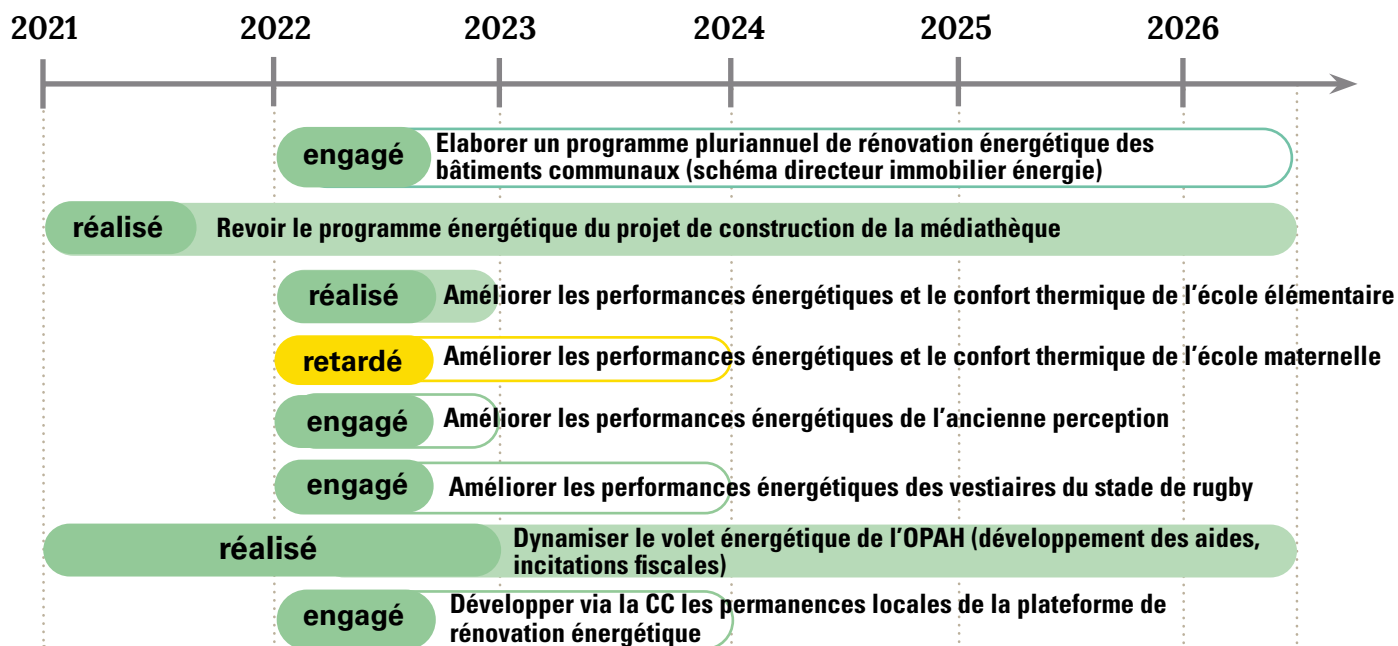 2021 2022 2023 2024 2025 2026
engagé Elaborer un programme pluriannuel de rénovation énergétique des
bâtiments communaux (schéma directeur immobilier énergie)
réalisé Revoir le programme énergétique du projet de construction de la médiathèque
réalisé Améliorer les performances énergétiques et le confort thermique de l'école élémentaire
retardé Améliorer les performances énergétiques et le confort thermique de l'école maternelle
engagé Améliorer les performances énergétiques de l'ancienne perception
engagé Améliorer les performances énergétiques des vestiaires du stade de rugby
réalisé Dynamiser le volet énergétique de l'OPAH (développement des aides,
incitations fiscales)
engagé Développer via la CC les permanences locales de la plateforme de
rénovation énergétique